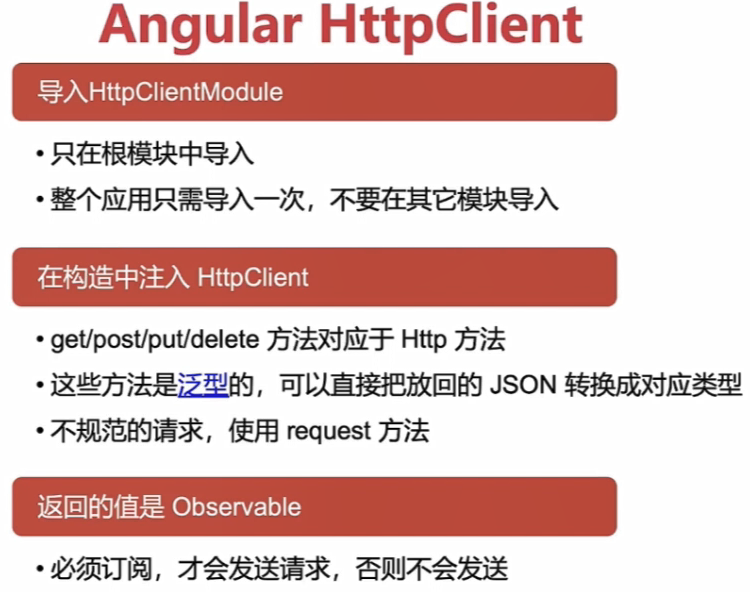 Angular HttpClient
导入HttpClientModule
• 只在根模块中导入
• 整个应用只需导入一次，不要在其它模块导入
在构造中注入 HttpClient
• get/post/put/delete 方法对应于 Http 方法
• 这些方法是泛型的，可以直接把放回的 JSON 转换成对应类型
• 不规范的请求，使用 request 方法
返回的值是 Observable
• 必须订阅，才会发送请求，否则不会发送